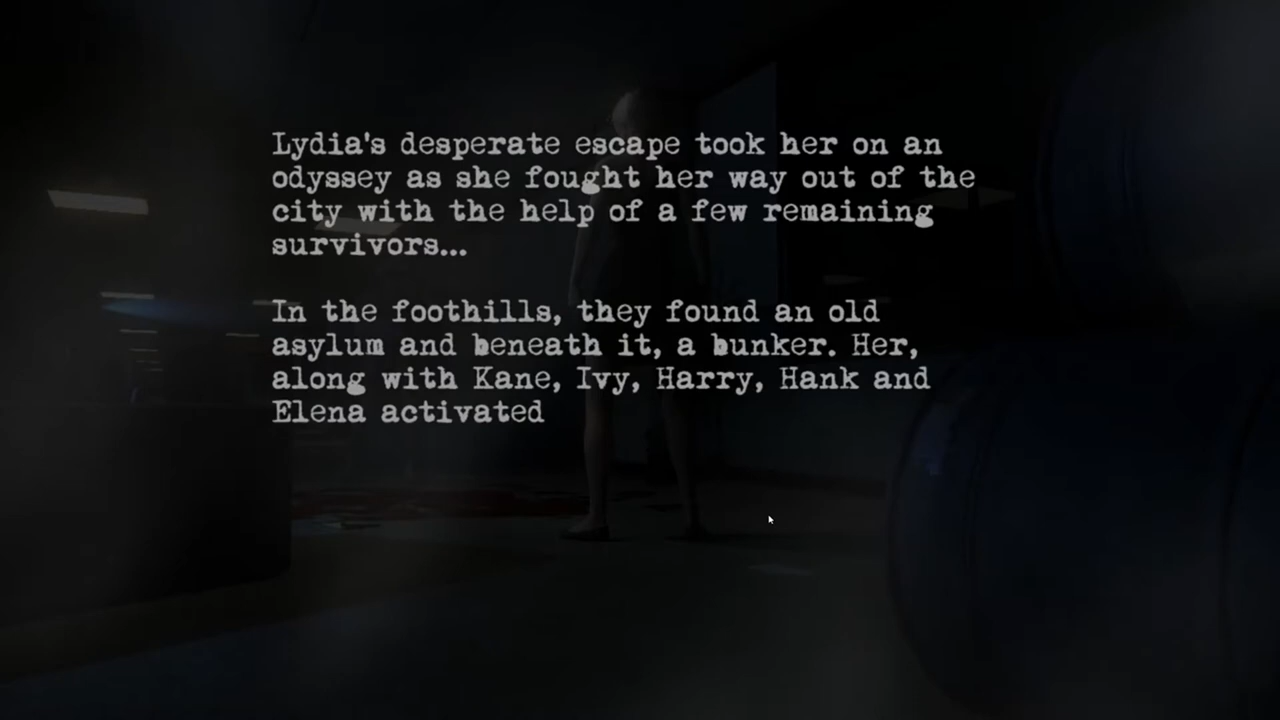 Lydia's desperate escape took her on an
odyssey as she fought her way out of the
city with the help of a few remaining
survivors...
In the foothills, they found an old
asylum and beneath it, a bunker. Her,
along with Kane, Ivy, Harry, Hank and
Elena activated